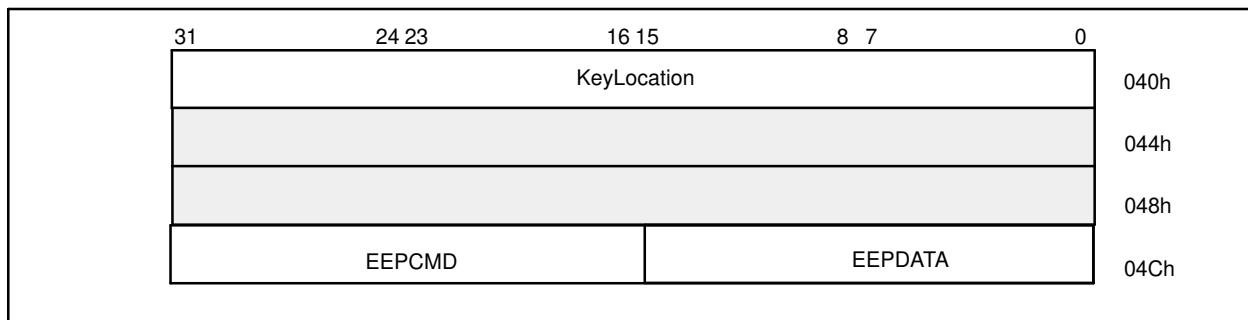 31 24 23 16 15 8 7 0
KeyLocation 040h
044h
048h
EEPCMD EEPDATA 04Ch